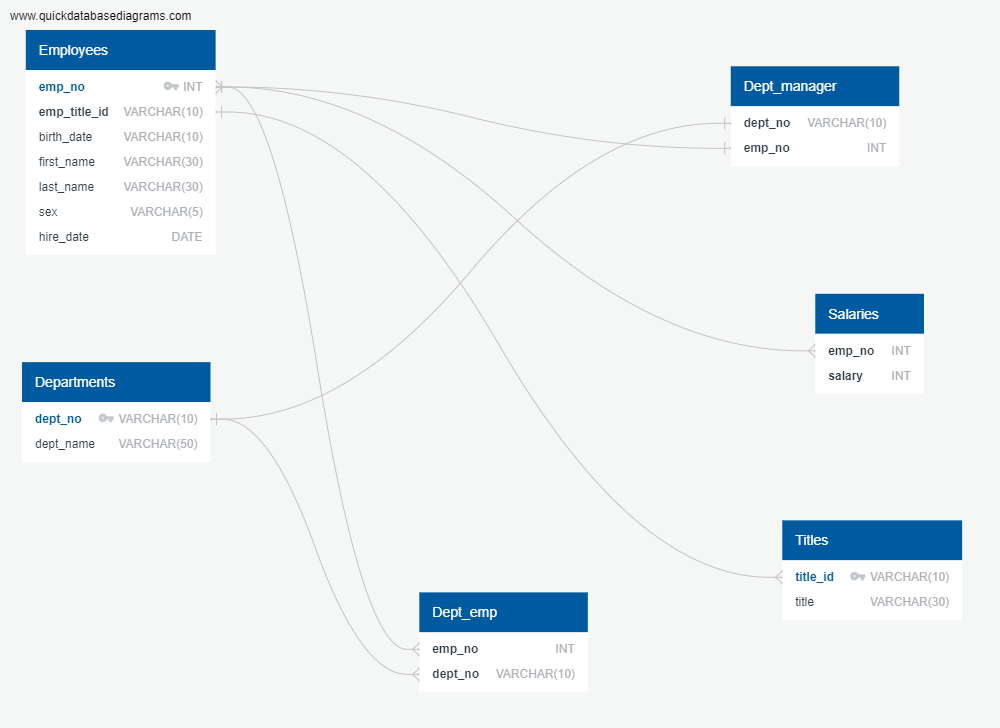 www.quickdatabasediagrams.com
Employees
emp_no INT
emp_title_id VARCHAR(10)
birth_date VARCHAR(10)
first_name VARCHAR(30)
last_name VARCHAR(30)
sex VARCHAR(5)
hire_date DATE
Dept_manager
dept_no VARCHAR(10)
emp_no INT
Salaries
emp_no INT
salary INT
Departments
dept_no VARCHAR(10)
dept_name VARCHAR(50)
Titles
title_id VARCHAR(10)
title VARCHAR(30)
Dept_emp
emp_no INT
dept_no VARCHAR(10)